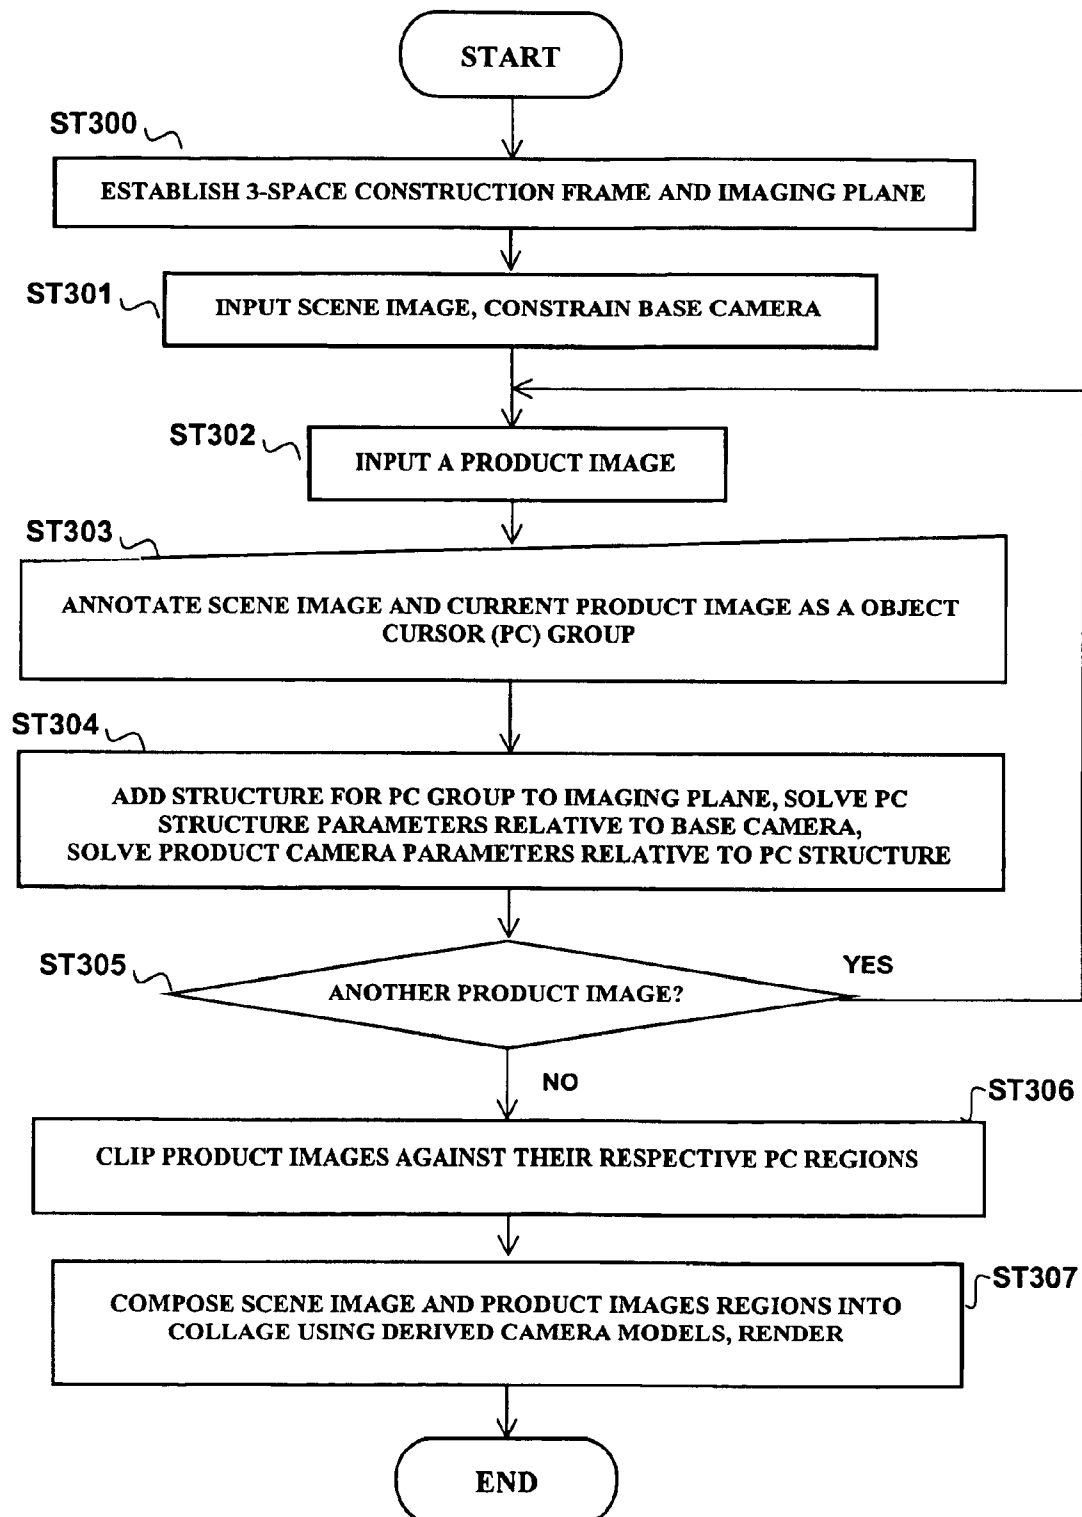 START
ST300
ESTABLISH 3-SPACE CONSTRUCTION FRAME AND IMAGING PLANE
ST301
INPUT SCENE IMAGE, CONSTRAIN BASE CAMERA
ST302
INPUT A PRODUCT IMAGE
ST303
ANNOTATE SCENE IMAGE AND CURRENT PRODUCT IMAGE AS A OBJECT
CURSOR (PC) GROUP
ST304
ADD STRUCTURE FOR PC GROUP TO IMAGING PLANE, SOLVE PC
STRUCTURE PARAMETERS RELATIVE TO BASE CAMERA,
SOLVE PRODUCT CAMERA PARAMETERS RELATIVE TO PC STRUCTURE
ST305
ANOTHER PRODUCT IMAGE?
YES
NO
ST306
CLIP PRODUCT IMAGES AGAINST THEIR RESPECTIVE PC REGIONS
ST307
COMPOSE SCENE IMAGE AND PRODUCT IMAGES REGIONS INTO
COLLAGE USING DERIVED CAMERA MODELS, RENDER
END